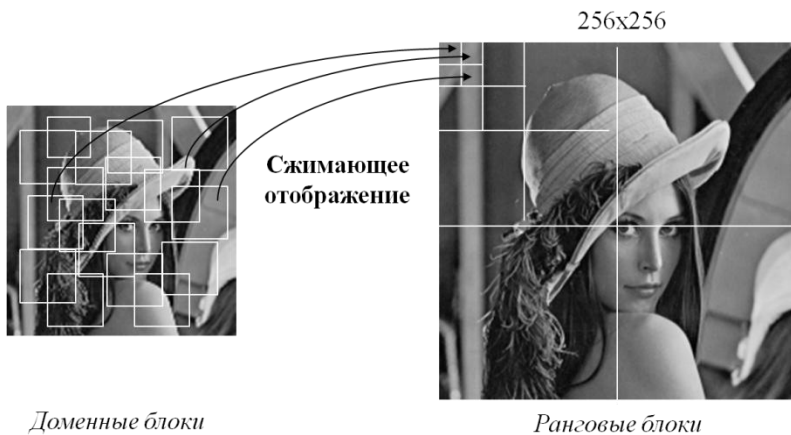 256x256
Сжимающее
отображение
Доменные блоки
Ранговые блоки